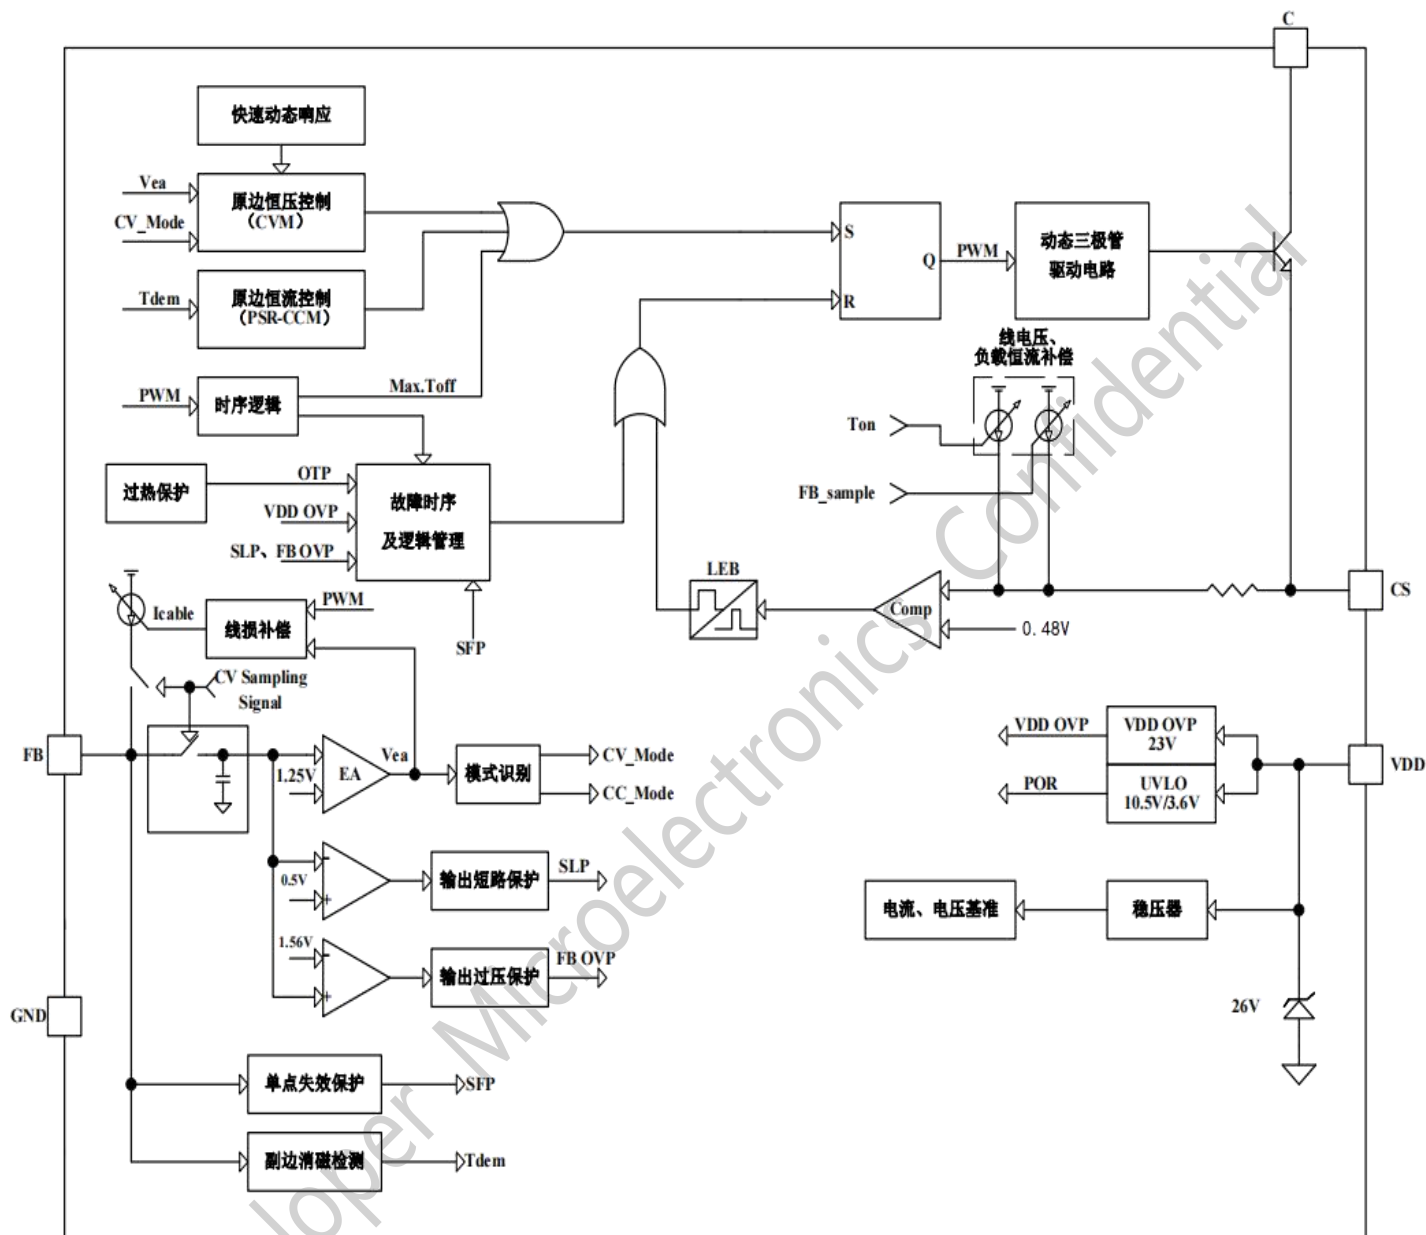 C
快速动态响应
Vea
CV_Mode
原边恒压控制
(CVM)
S
Q
R
PWM
动态三极管
驱动电路
Tdem
原边恒流控制
(PSR-CCM)
线电压、
负载恒流补偿
PWM
时序逻辑
Max.Toff
Ton
过热保护
OTP
VDD OVP
SLP、FB OVP
故障时序
及逻辑管理
FB_sample
LEB
Comp
CS
0.48V
Icable
线损补偿
PWM
SFP
CV Sampling
Signal
FB
1.25V
EA
Vea
模式识别
CV_Mode
CC_Mode
VDD OVP
VDD OVP
23V
POR
UVLO
10.5V/3.6V
VDD
0.5V
-
+
输出短路保护
SLP
电流、电压基准
稳压器
1.56V
-
+
输出过压保护
FB OVP
GND
26V
单点失效保护
SFP
副边消磁检测
Tdem
loper Microelectronics Confidential